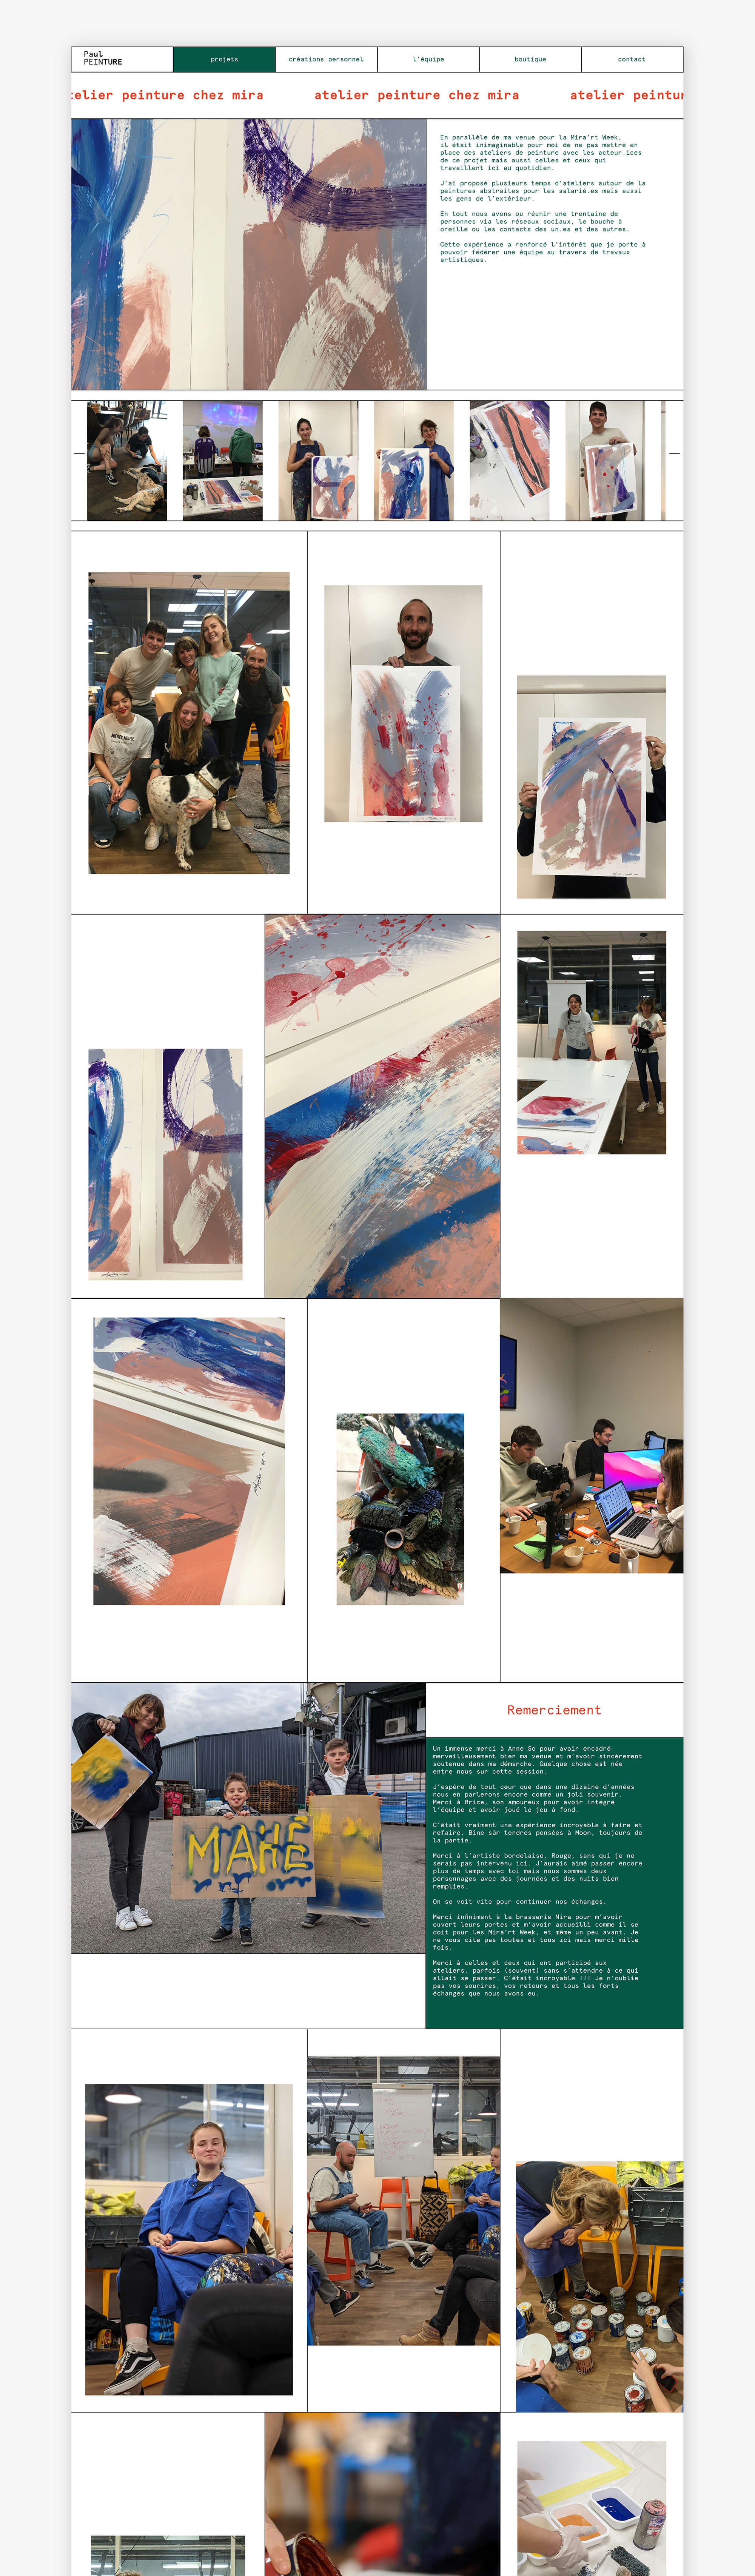 Paul
PEINTURE
projets
créations personnel
l'équipe
boutique
contact
telier peinture chez mira
atelier peinture chez mira
atelier peintur
En parallèle de ma venue pour la Mira'rt Week,
il était inimaginable pour moi de ne pas mettre en
place des ateliers de peinture avec les acteur.ices
de ce projet mais aussi celles et ceux qui
travaillent ici au quotidien.
J'ai proposé plusieurs temps d'ateliers autour de la
peintures abstraites pour les salarié.es mais aussi
les gens de l'extérieur.
En tout nous avons ou réunir une trentaine de
personnes via les réseaux sociaux, le bouche à
oreille ou les contacts des un.es et des autres.
Cette expérience a renforcé l'intérêt que je porte à
pouvoir fédérer une équipe au travers de travaux
artistiques.
MAHÉ
Remerciement
Un immense merci à Anne So pour avoir encadré
merveilleusement bien ma venue et m'avoir sincèrement
soutenue dans ma démarche. Quelque chose est née
entre nous sur cette session.
J'espère de tout cœur que dans une dizaine d'années
nous en parlerons encore comme un joli souvenir.
Merci à Brice, son amoureux pour avoir intégré
l'équipe et avoir joué le jeu à fond.
C'était vraiment une expérience incroyable à faire et
refaire. Bine sûr tendres pensées à Moon, toujours de
la partie.
Merci à l'artiste bordelaise, Rouge, sans qui je ne
serais pas intervenu ici. J'aurais aimé passer encore
plus de temps avec toi mais nous sommes deux
personnages avec des journées et des nuits bien
remplies.
On se voit vite pour continuer nos échanges.
Merci infiniment à la brasserie Mira pour m'avoir
ouvert leurs portes et m'avoir accueilli comme il se
doit pour les Mira'rt Week, et même un peu avant. Je
ne vous cite pas toutes et tous ici mais merci mille
fois.
Merci à celles et ceux qui ont participé aux
ateliers, parfois (souvent) sans s'attendre à ce qui
allait se passer. C'était incroyable !!! Je n'oublie
pas vos sourires, vos retours et tous les forts
échanges que nous avons eu.